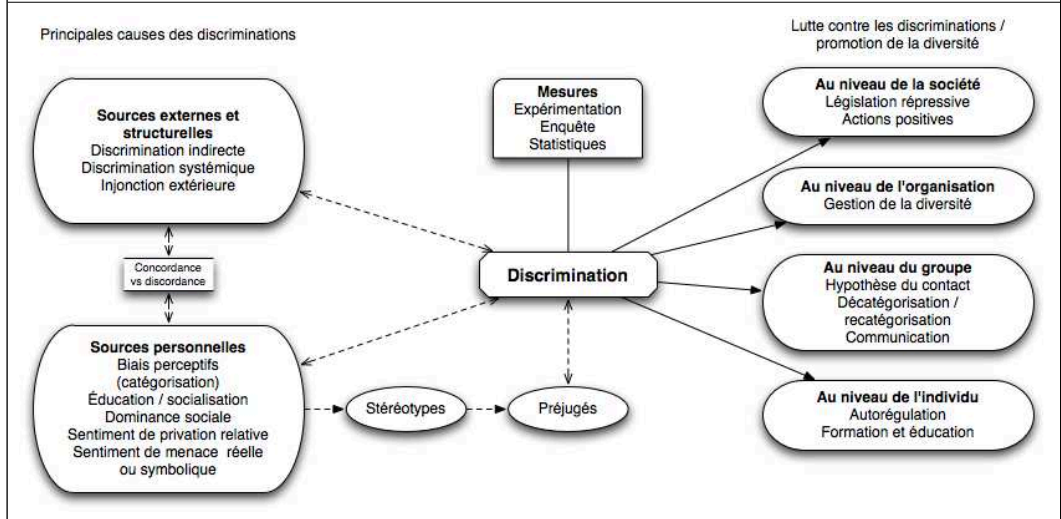 Principales causes des discriminations
Lutte contre les discriminations /
promotion de la diversité
Sources externes et
structurelles
Discrimination indirecte
Discrimination systémique
Injonction extérieure
Concordance
vs discordance
Sources personnelles
Biais perceptifs
(catégorisation)
Éducation / socialisation
Dominance sociale
Sentiment de privation relative
Sentiment de menace réelle
ou symbolique
Stéréotypes
Préjugés
Mesures
Expérimentation
Enquête
Statistiques
Discrimination
Au niveau de la société
Législation répressive
Actions positives
Au niveau de l'organisation
Gestion de la diversité
Au niveau du groupe
Hypothèse du contact
Décatégorisation /
recatégorisation
Communication
Au niveau de l'individu
Autorégulation
Formation et éducation